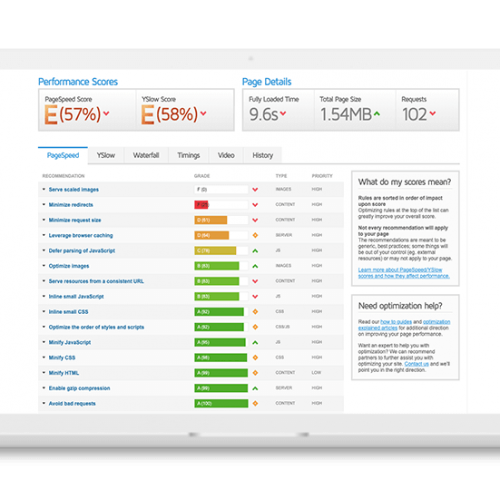 Performance Scores
Page Details
PageSpeed Score
YSlow Score
E(57%)
E(58%)
Fully Loaded Time
Total Page Size
Requests
9.6s
1.54MB
102
PageSpeed
YSlow
Waterfall
Timings
Video
History
RECOMMENDATION
GRADE
TYPE
PRIORITY
Serve scaled images
F (0)
IMAGES
HIGH
Minimize redirects
CONTENT
HIGH
Minimize request size
D (61)
CONTENT
HIGH
Leverage browser caching
D (64)
SERVER
HIGH
Defer parsing of JavaScript
C (76)
JS
HIGH
Optimize images
B (83)
IMAGES
HIGH
Serve resources from a consistent URL
B (83)
CONTENT
HIGH
Inline small JavaScript
B (83)
JS
HIGH
Inline small CSS
A (92)
CSS
HIGH
Optimize the order of styles and scripts
A (92)
CSS/JS
HIGH
Minify JavaScript
A (95)
JS
HIGH
Minify CSS
A (98)
CSS
HIGH
Minify HTML
A (98)
CONTENT
LOW
Enable gzip compression
A (99)
SERVER
HIGH
Avoid bad requests
A (100)
CONTENT
HIGH
What do my scores mean?
Rules are sorted in order of impact
upon score
Optimizing rules at the top of the list can
greatly improve your overall score.
Not every recommendation will apply
to your page
The recommendations are meant to be
generic, best practices; some things will
be out of your control (eg. external
resources) or may not apply to your page.
Learn more about PageSpeed/YSlow
scores and how they affect performance.
Need optimization help?
Read our how to guides and optimization
explained articles for additional direction
on improving your page performance.
Want an expert to help you with
optimization? We can recommend
partners to assist you with
optimizing your site. Contact us and we'll
point you in the right direction.